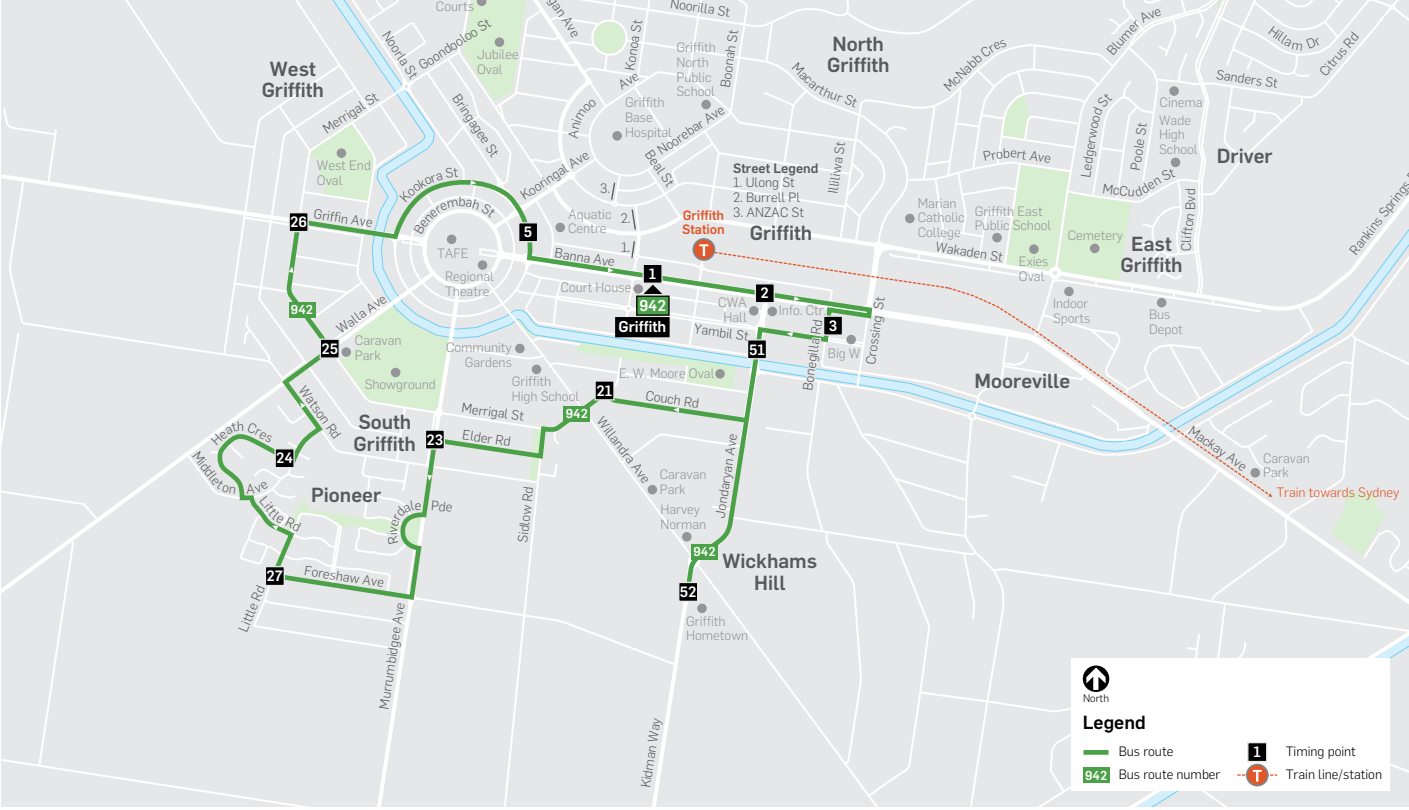 Courts
Goondooloo St
Noorla St
Jubilee
Oval
Noorilla St
Konoa St
Boonah St
Griffith
North
Public
School
North
Griffith
Macarthur St
McNabb Cres
Blumer Ave
Hillam Dr
Citrus Rd
Sanders St
West
Griffith
Merrigal St
Bringagee St
Animoo
Ave
Griffith
Base
Hospital
Noorebar Ave
Beal St
Kooringal Ave
Illiliwa St
Probert Ave
Ledgerwood St
Poole St
Cinema
Wade
High
School
Driver
McCudden St
Clifton Blvd
West End
Oval
Kookora St
Benerembah St
Street Legend
1. Ulong St
2. Burrell Pl
3. ANZAC St
3.
2.
1.
Griffith
Station
T
Griffith
Marian
Catholic
College
Griffith East
Public School
Cemetery
East
Griffith
Wakaden St
Exies
Oval
Indoor
Sports
Bus
Depot
Rankins Springs
26
Griffin Ave
5
Aquatic
Centre
TAFE
Regional
Theatre
Banna Ave
Court House
1
942
Griffith
2
CWA
Hall
Info. Ctr.
3
Yambil St
51
Bonegilla Rd
Big W
Crossing St
942
Walla Ave
25
Caravan
Park
Showground
Community
Gardens
Griffith
High School
E. W. Moore Oval
Mooreville
Watson Rd
South
Griffith
Merrigal St
942
21
Couch Rd
23
Elder Rd
Heath Cres
24
Middleton Ave
Willandra Ave
Jondaryan Ave
Mackay Ave
Caravan
Park
Train towards Sydney
Pioneer
Little Rd
Riverdale Pde
Sidlow Rd
Caravan
Park
Harvey
Norman
942
Wickhams
Hill
27
Foreshaw Ave
Little Rd
Murrumbidgee Ave
52
Griffith
Hometown
Kidman Way
North
Legend
Bus route
1 Timing point
942 Bus route number
T Train line/station